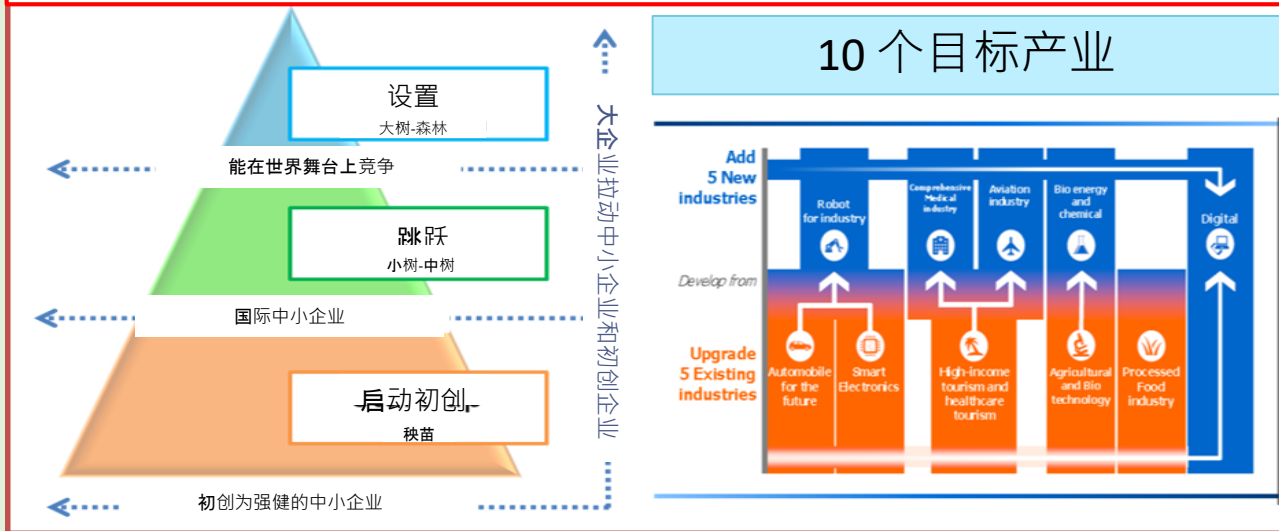 设置
大树-森林
能在世界舞台上竞争
跳跃
小树-中树
国际中小企业
启动初创
秧苗
初创为强健的中小企业
大企业拉动中小企业和初创企业
10 个目标产业
Add
5 New
industries
Robot
for industry
Comprehensive
Medical
industry
Aviation
industry
Bio energy
and
chemical
Digital
Develop from
Upgrade
5 Existing
industries
Automobile
for the
future
Smart
Electronics
High-income
tourism and
healthcare
tourism
Agricultural
and Bio
technology
Processed
Food
industry